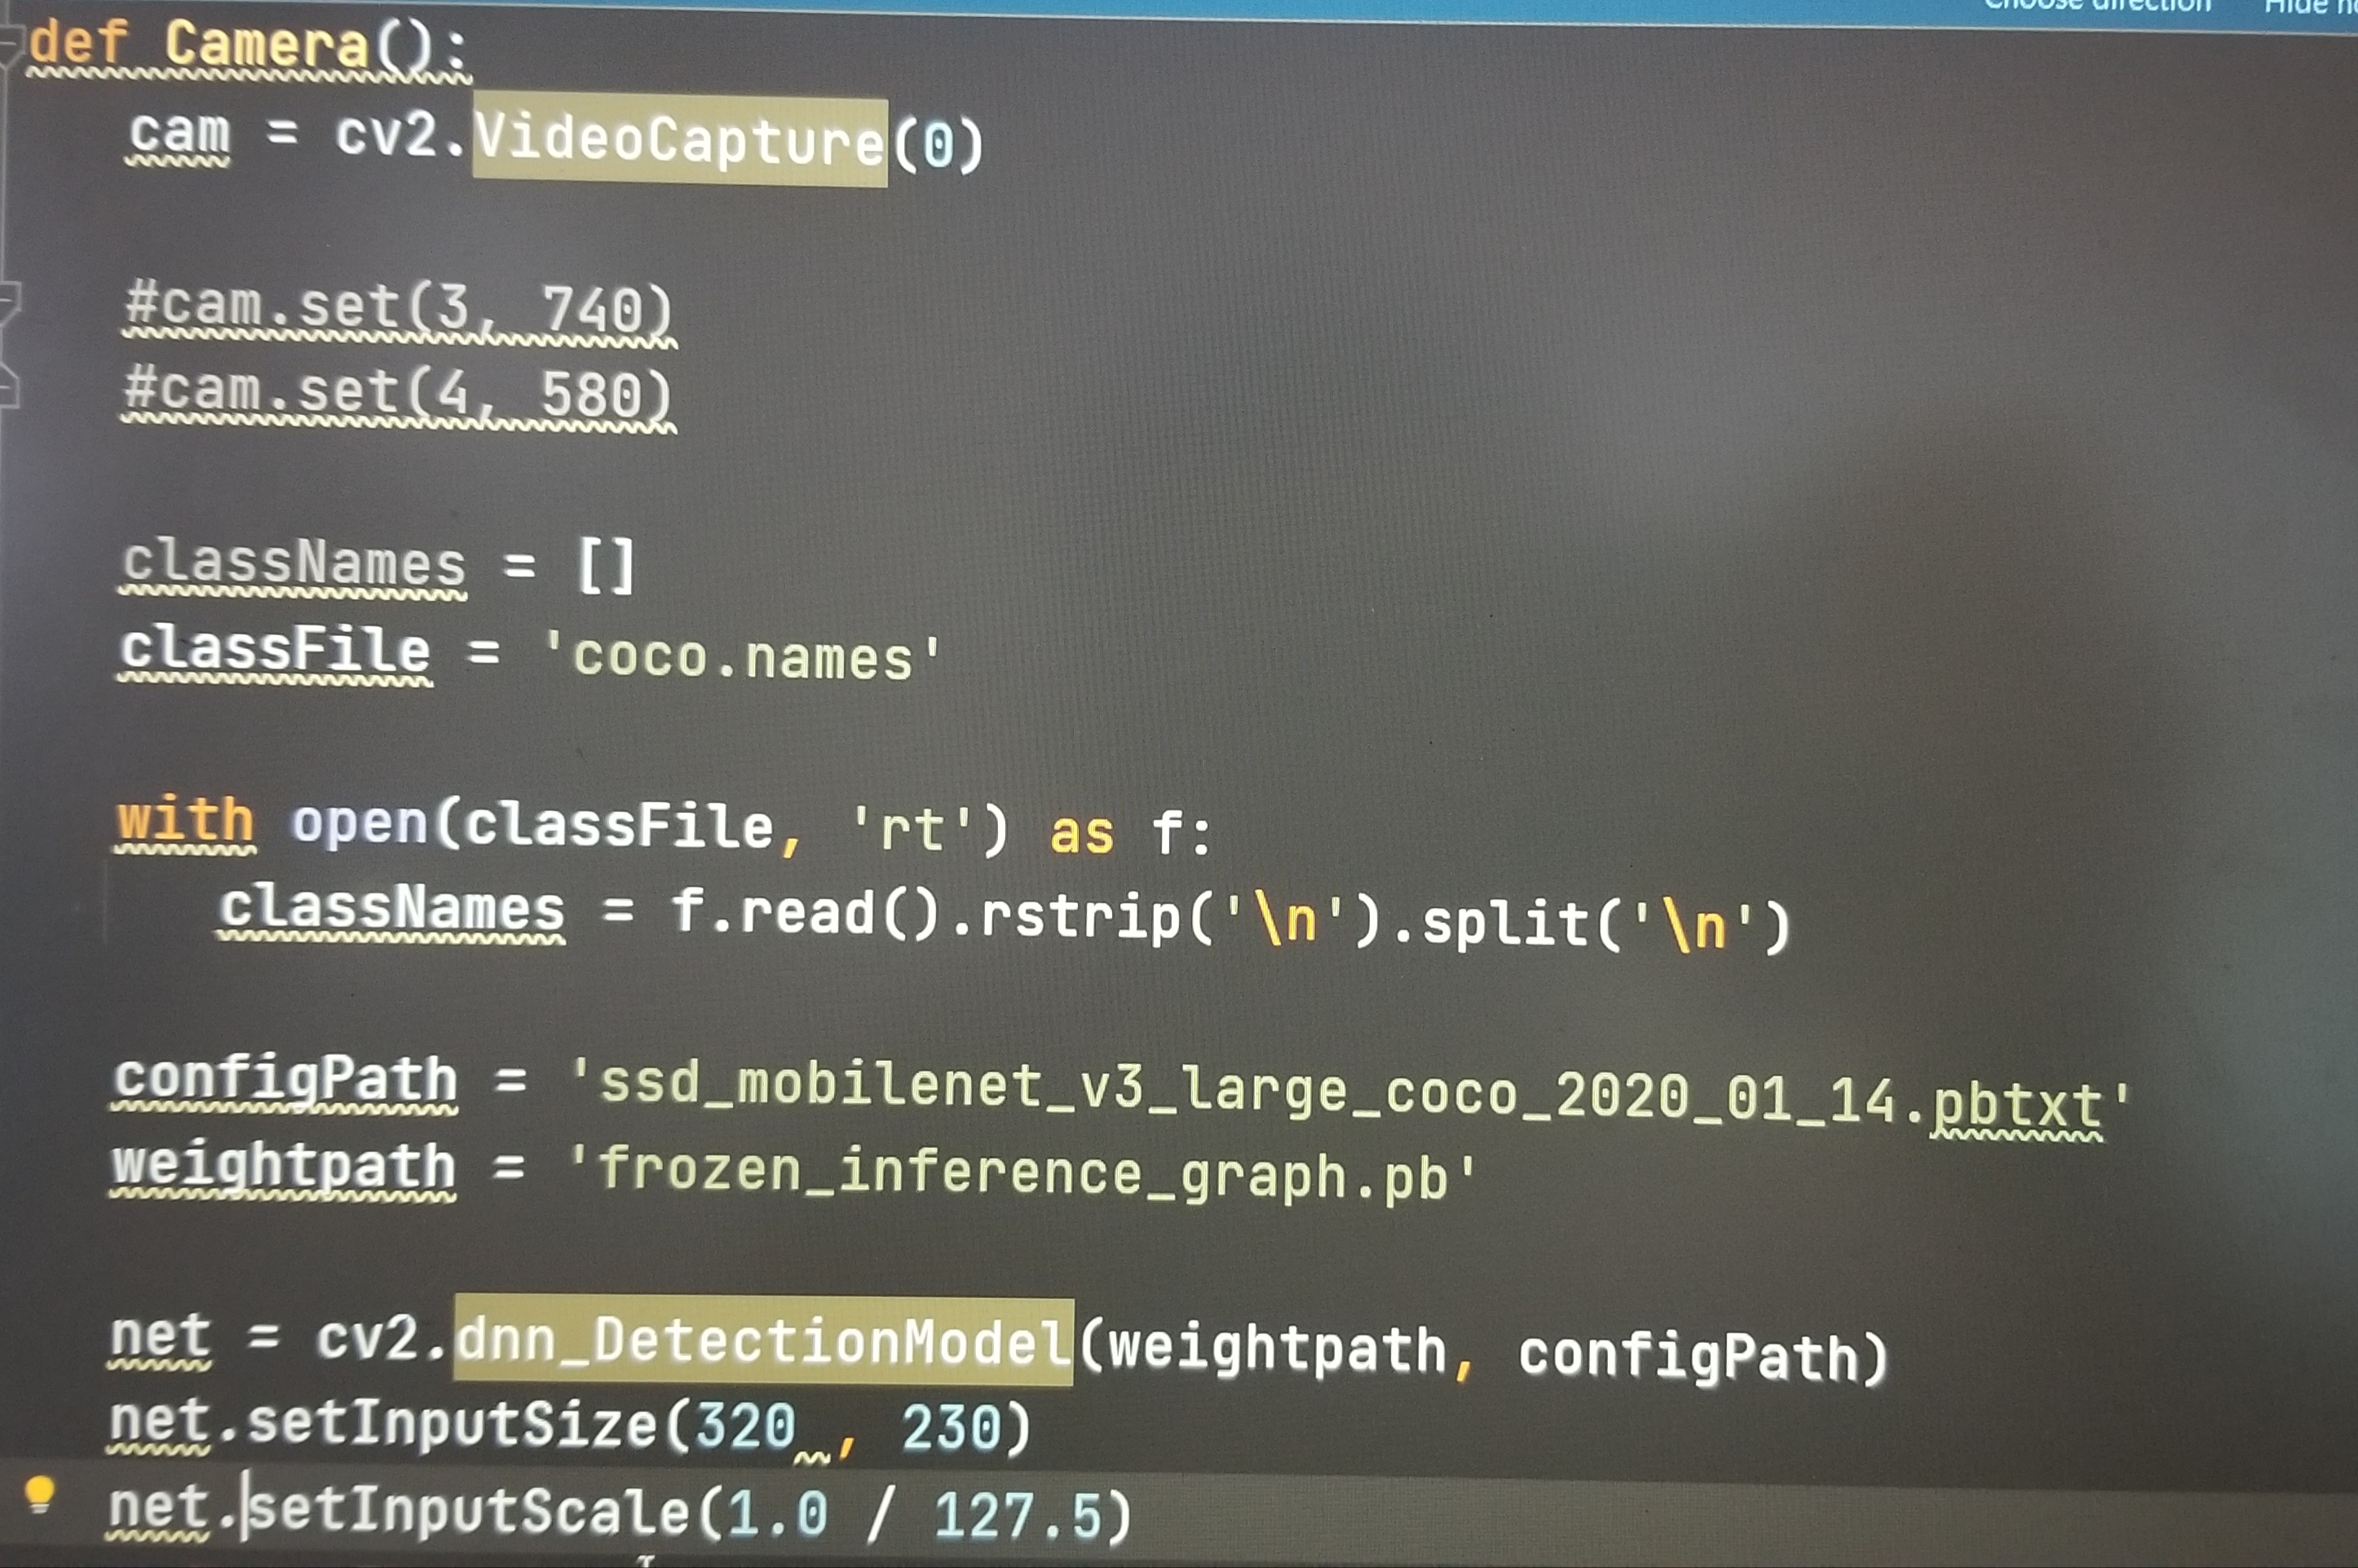 Choose direction
def Camera():
cam = cv2.VideoCapture(0)
#cam.set(3, 740)
#cam.set(4, 580)
classNames = []
classFile = 'coco.names'
with open(classFile, 'rt') as f:
classNames = f.read().rstrip('\n').split('\n')
configPath = 'ssd_mobilenet_v3_large_coco_2020_01_14.pbtxt'
weightpath = 'frozen_inference_graph.pb'
net = cv2.dnn_DetectionModel(weightpath, configPath)
net.setInputSize(320 , 230)
net.setInputScale(1.0 / 127.5)